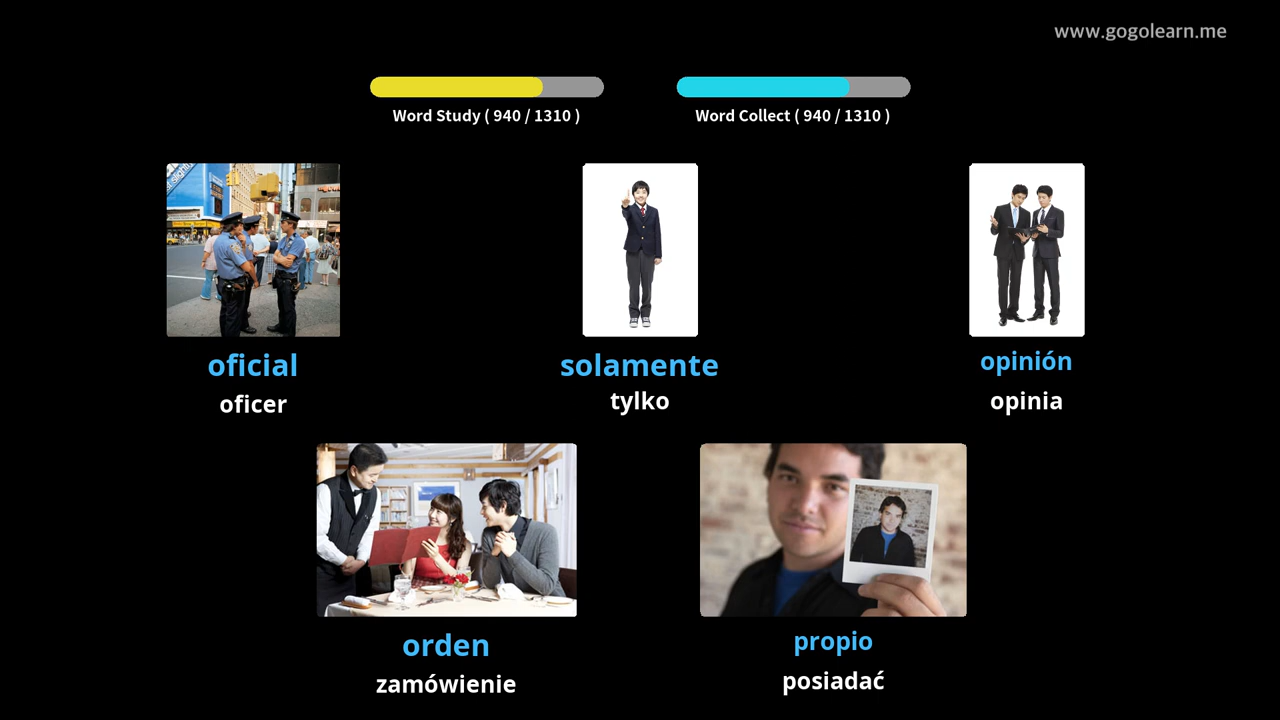 www.gogolearn.me
Word Study ( 940 / 1310 )
Word Collect ( 940 / 1310 )
oficial
oficer
solamente
tylko
opinión
opinia
orden
zamówienie
propio
posiadać